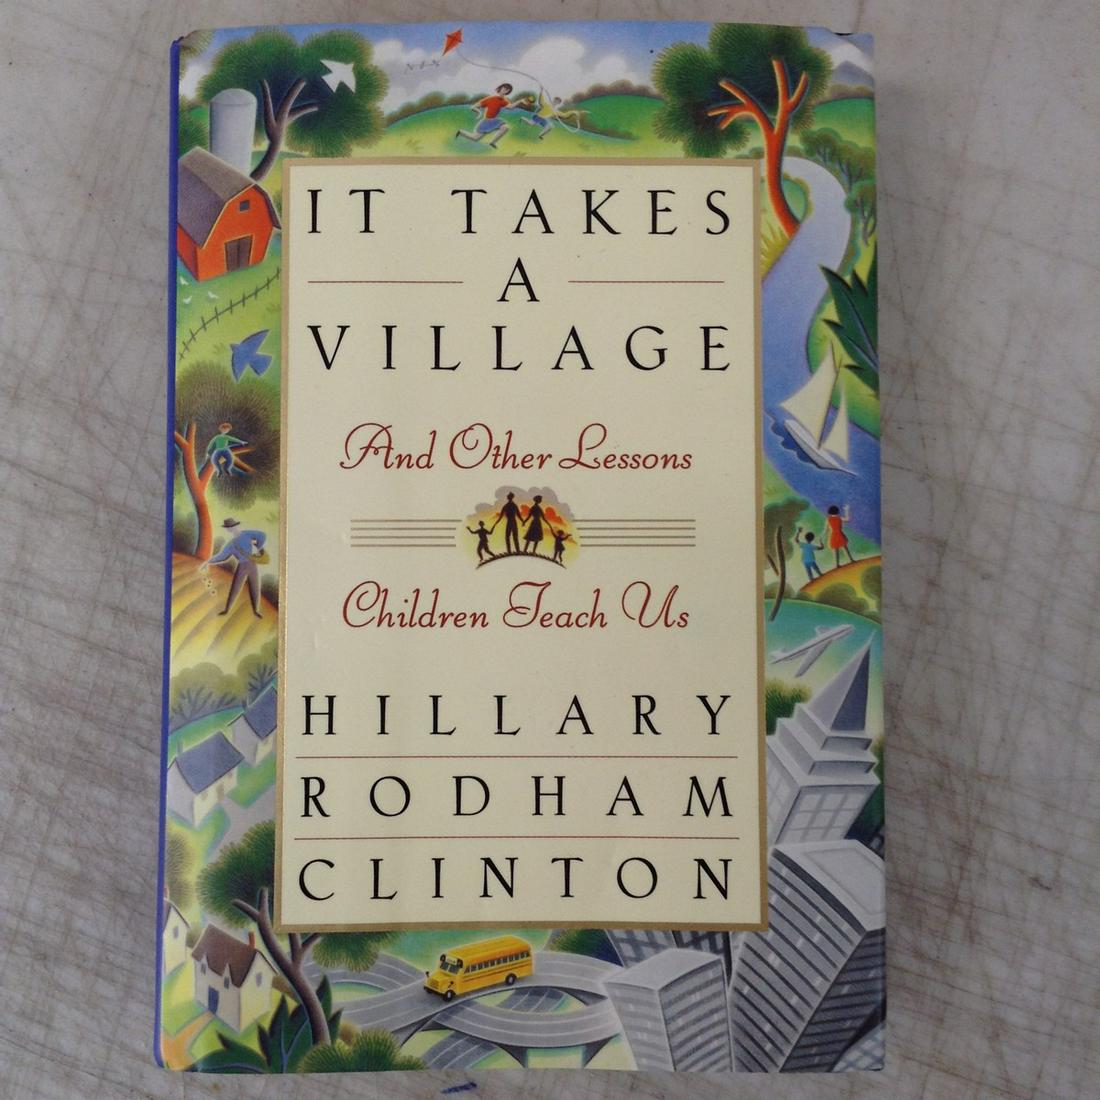 IT TAKES
A
VILLAGE
And Other Lessons
Children Teach Us
HILLARY
RODHAM
CLINTON